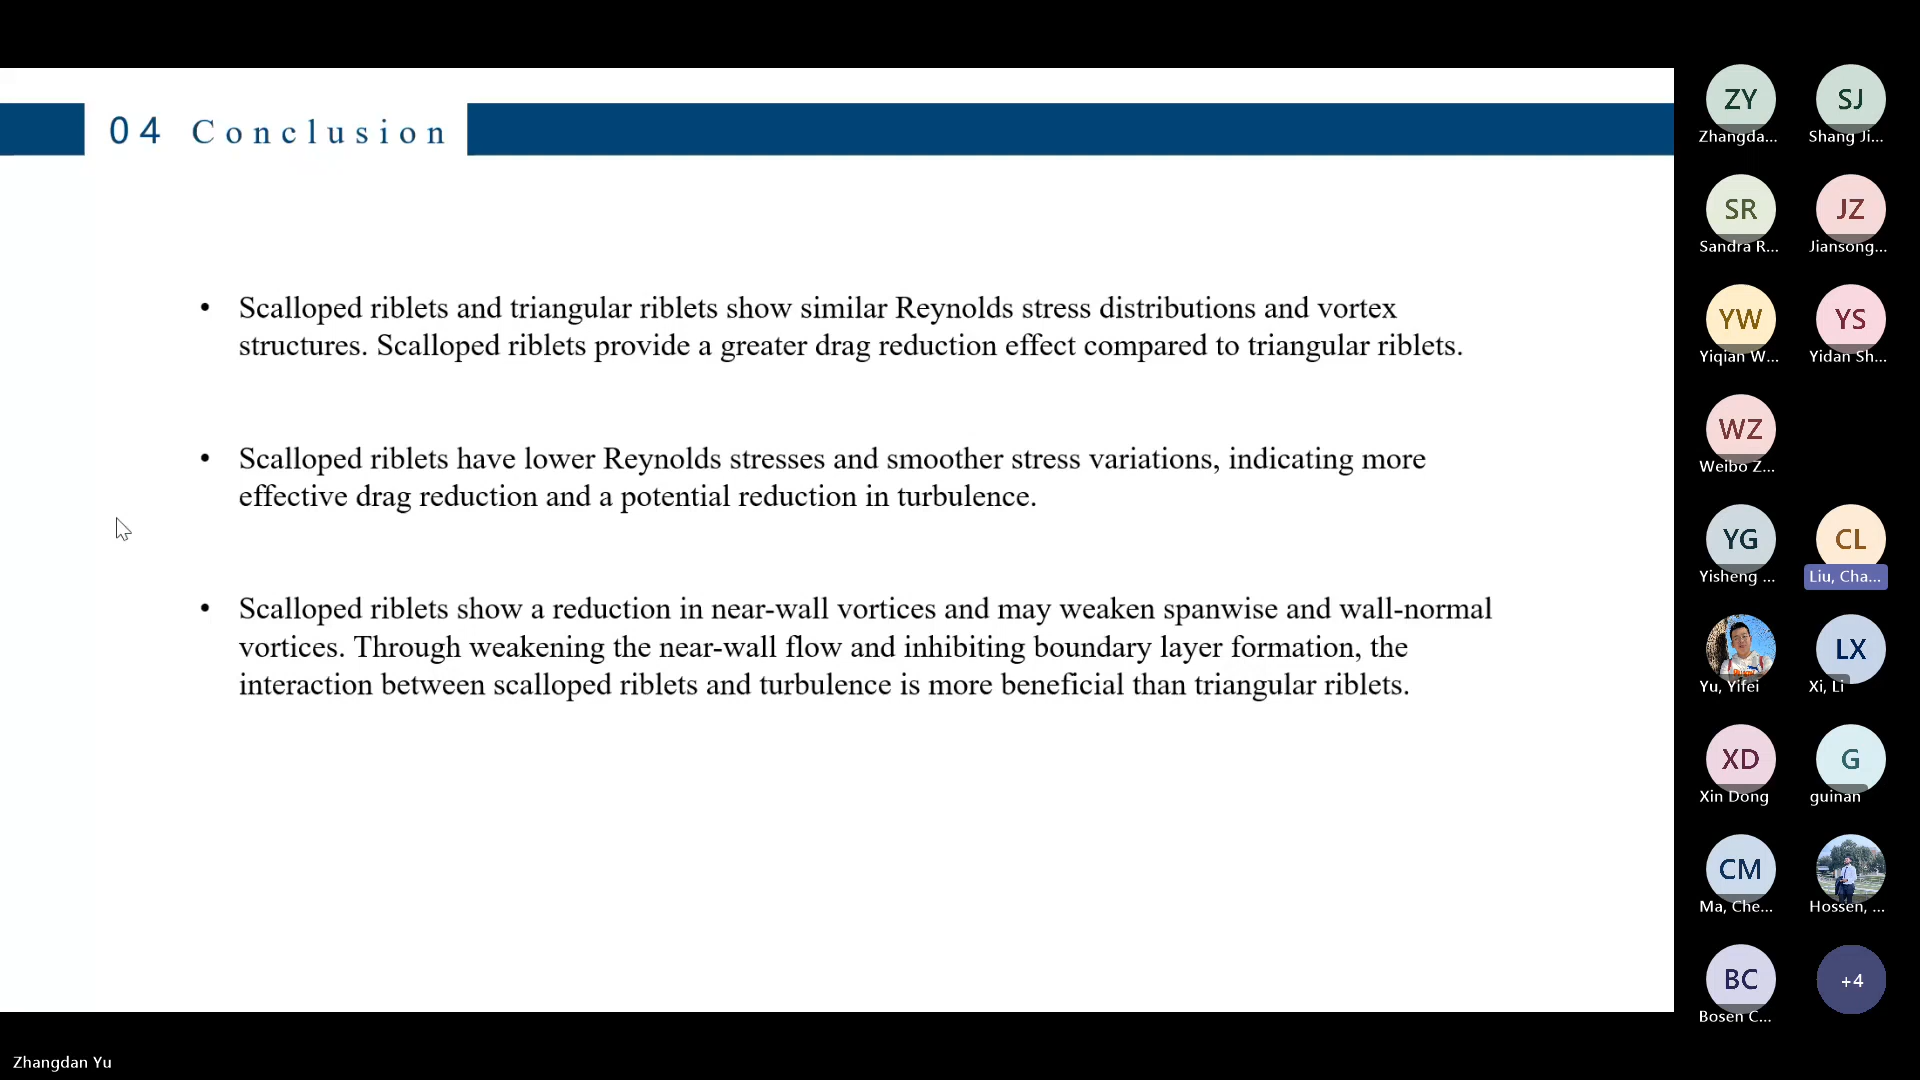 04 Conclusion
• Scalloped riblets and triangular riblets show similar Reynolds stress distributions and vortex
structures. Scalloped riblets provide a greater drag reduction effect compared to triangular riblets.
• Scalloped riblets have lower Reynolds stresses and smoother stress variations, indicating more
effective drag reduction and a potential reduction in turbulence.
• Scalloped riblets show a reduction in near-wall vortices and may weaken spanwise and wall-normal
vortices. Through weakening the near-wall flow and inhibiting boundary layer formation, the
interaction between scalloped riblets and turbulence is more beneficial than triangular riblets.
ZY
Zhangda...
SJ
Shang Ji...
SR
Sandra R...
JZ
Jiansong...
YW
Yiqian W...
YS
Yidan Sh...
WZ
Weibo Z...
YG
Yisheng ...
CL
Liu, Cha...
Yu, Yifei
LX
Xi, Li
XD
Xin Dong
G
guinan
CM
Ma, Che...
Hossen, ...
BC
Bosen C...
+4
Zhangdan Yu